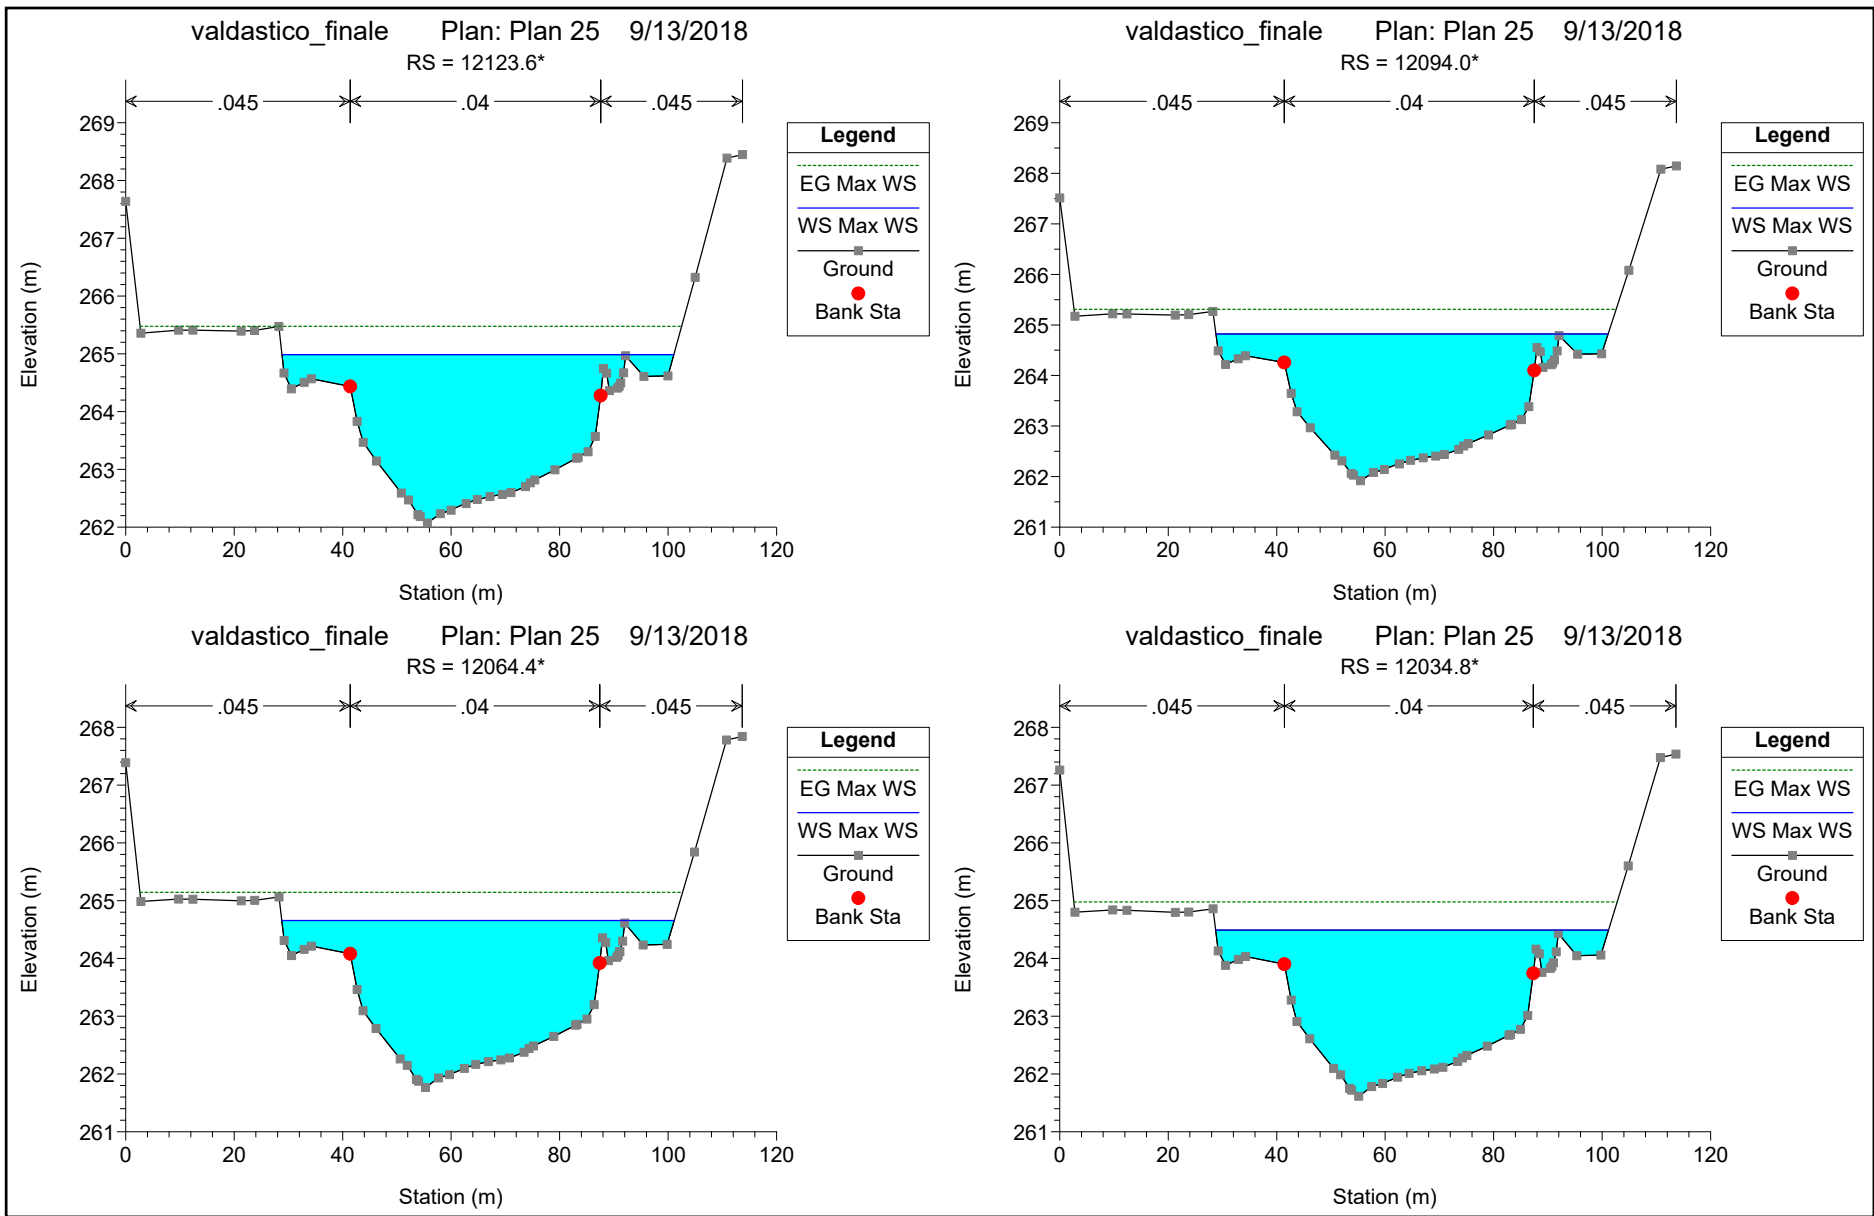 valdastico_finale Plan: Plan 25 9/13/2018
RS = 12123.6*
.045 .04 .045
269
268
267
266
265
264
263
262
Elevation (m)
0 20 40 60 80 100 120
Station (m)
Legend
EG Max WS
WS Max WS
Ground
Bank Sta
valdastico_finale Plan: Plan 25 9/13/2018
RS = 12094.0*
.045 .04 .045
269
268
267
266
265
264
263
262
261
Elevation (m)
0 20 40 60 80 100 120
Station (m)
Legend
EG Max WS
WS Max WS
Ground
Bank Sta
valdastico_finale Plan: Plan 25 9/13/2018
RS = 12064.4*
.045 .04 .045
268
267
266
265
264
263
262
261
Elevation (m)
0 20 40 60 80 100 120
Station (m)
Legend
EG Max WS
WS Max WS
Ground
Bank Sta
valdastico_finale Plan: Plan 25 9/13/2018
RS = 12034.8*
.045 .04 .045
268
267
266
265
264
263
262
261
Elevation (m)
0 20 40 60 80 100 120
Station (m)
Legend
EG Max WS
WS Max WS
Ground
Bank Sta